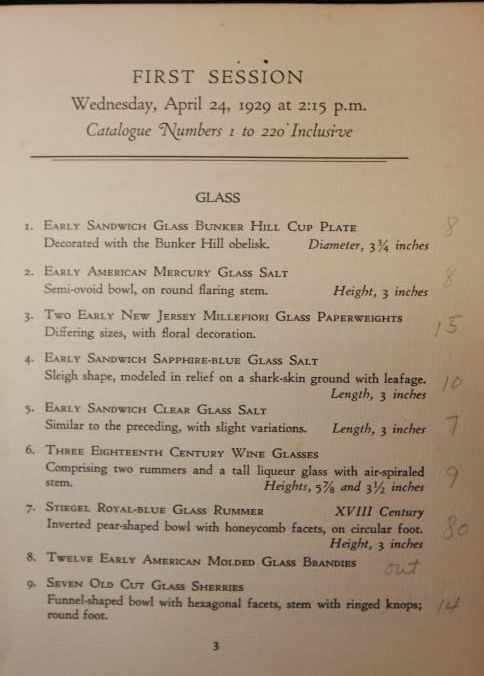 FIRST SESSION
Wednesday, April 24, 1929 at 2:15 p.m.
Catalogue Numbers 1 to 220 Inclusive
GLASS
1. EARLY SANDWICH GLASS BUNKER HILL CUP PLATE
Decorated with the Bunker Hill obelisk. Diameter, 3¾ inches 8
2. EARLY AMERICAN MERCURY GLASS SALT
Semi-ovoid bowl, on round flaring stem. Height, 3 inches 8
3. TWO EARLY NEW JERSEY MILLEFIORI GLASS PAPERWEIGHTS
Differing sizes, with floral decoration. 15
4. EARLY SANDWICH SAPPHIRE-BLUE GLASS SALT
Sleigh shape, modeled in relief on a shark-skin ground with leafage. 10
Length, 3 inches
5. EARLY SANDWICH CLEAR GLASS SALT
Similar to the preceding, with slight variations. Length, 3 inches 7
6. THREE EIGHTEENTH CENTURY WINE GLASSES
Comprising two rummers and a tall liqueur glass with air-spiraled 9
stem. Heights, 5⅞ and 3½ inches
7. STIEGEL ROYAL-BLUE GLASS RUMMER XVIII Century
Inverted pear-shaped bowl with honeycomb facets, on circular foot. 80
Height, 3 inches
8. TWELVE EARLY AMERICAN MOLDED GLASS BRANDIES out
9. SEVEN OLD CUT GLASS SHERRIES
Funnel-shaped bowl with hexagonal facets, stem with ringed knops; 14
round foot.
3